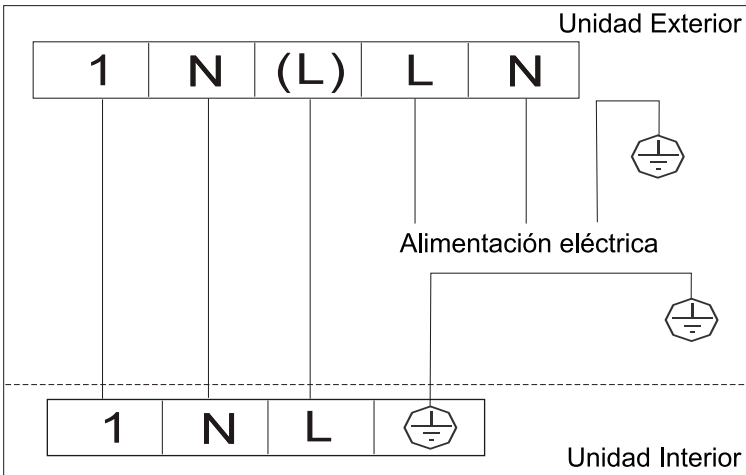 Unidad Exterior
1 N (L) L N
Alimentación eléctrica
1 N L
Unidad Interior